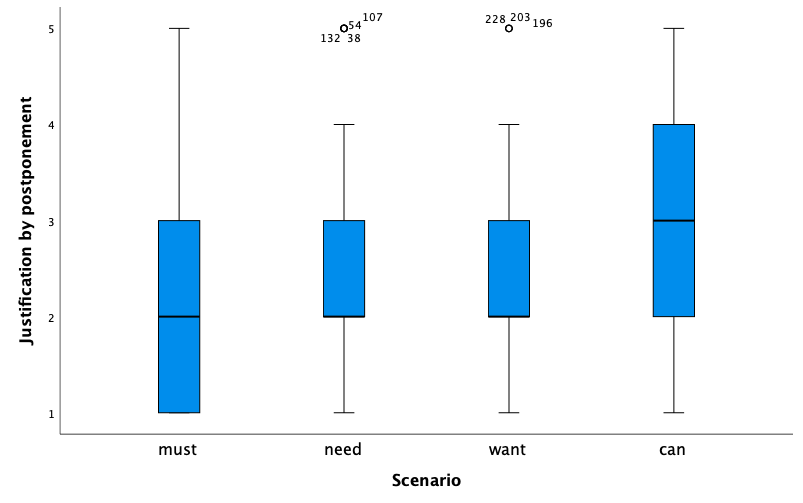 Justification by postponement
5
4
3
2
1
107
54
132 38
228 203 196
must need want can
Scenario